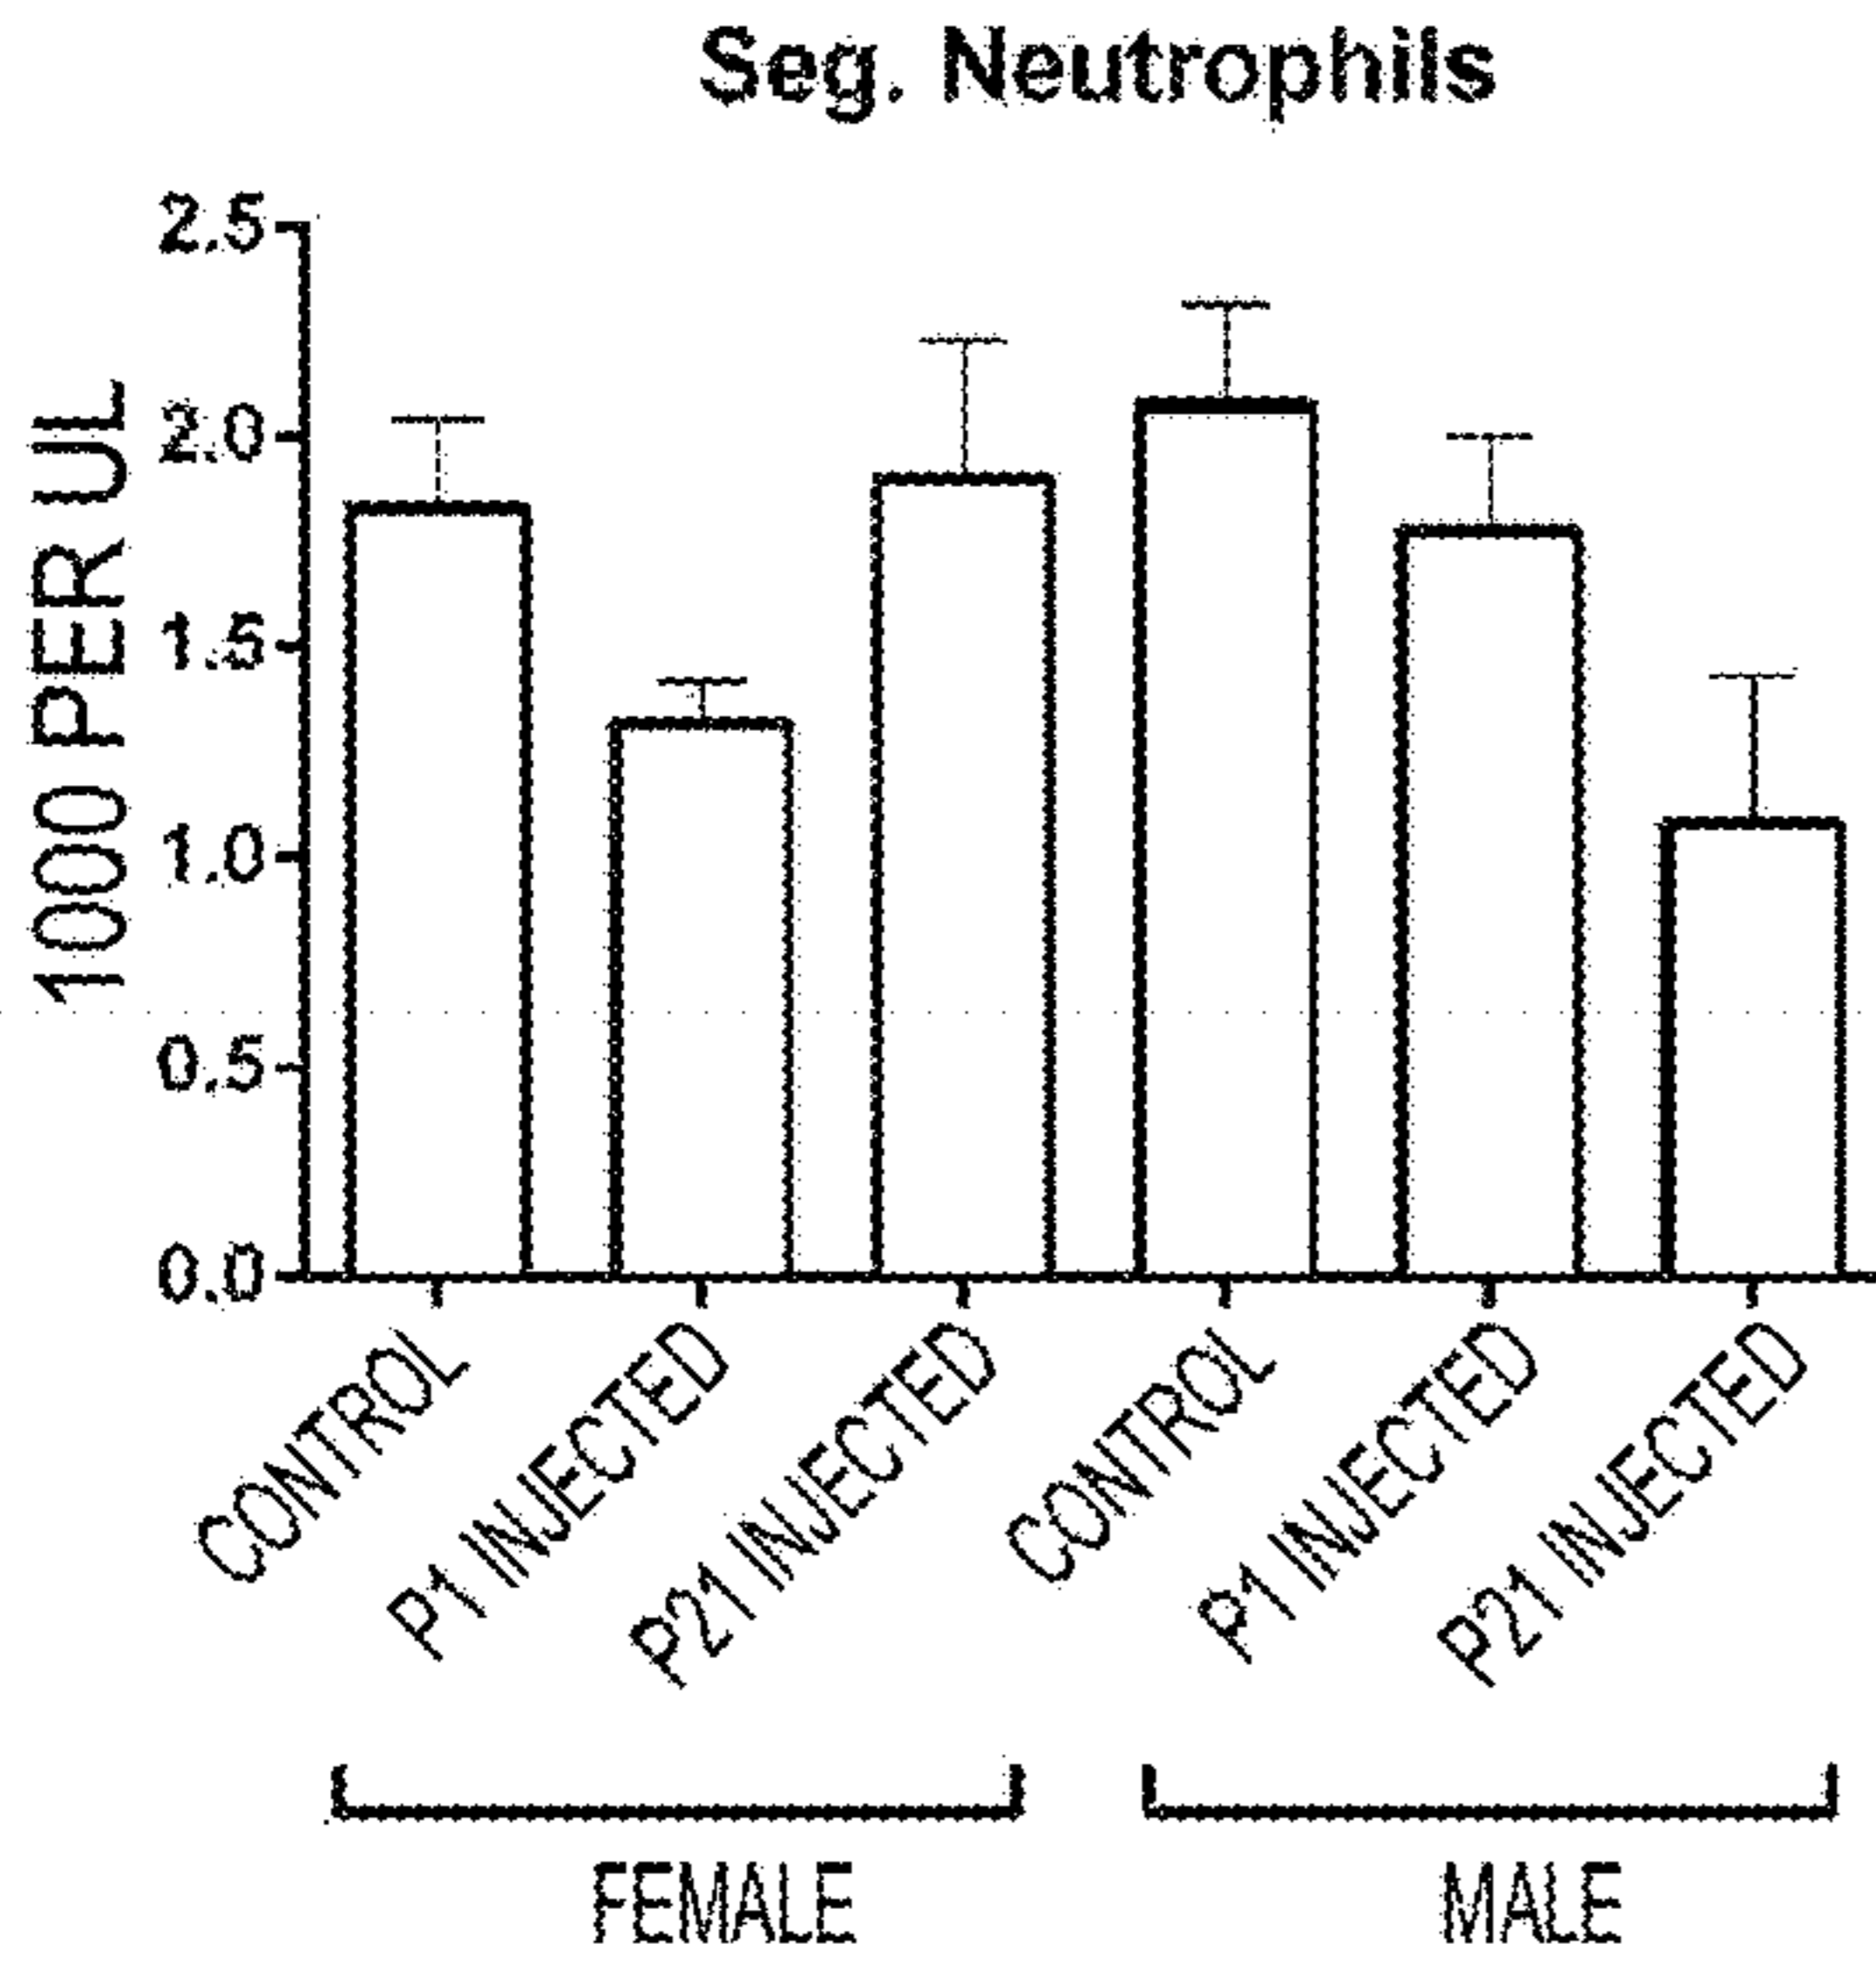 Seg. Neutrophils
1000 PER UL
2.5
2.0
1.5
1.0
0.5
0.0
CONTROL
P1 INJECTED
P21 INJECTED
CONTROL
P1 INJECTED
P21 INJECTED
FEMALE
MALE